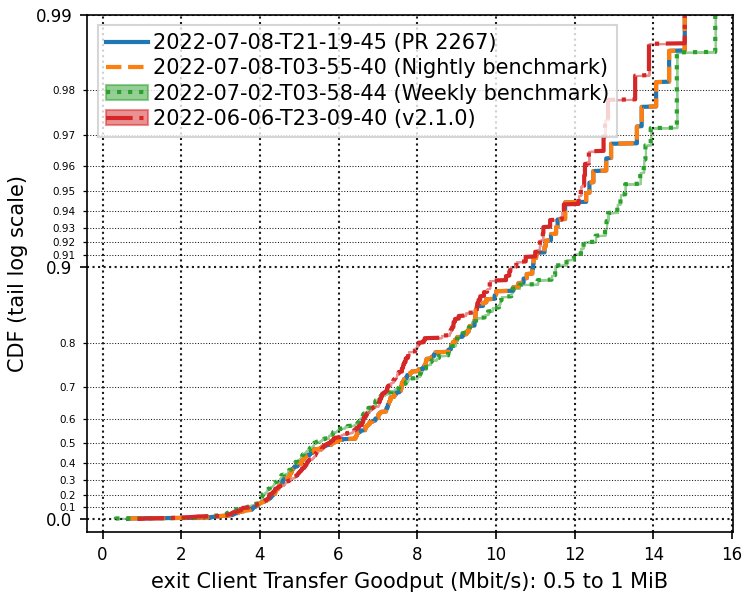 0.99
2022-07-08-T21-19-45 (PR 2267)
2022-07-08-T03-55-40 (Nightly benchmark)
2022-07-02-T03-58-44 (Weekly benchmark)
2022-06-06-T23-09-40 (v2.1.0)
0.98
0.97
0.96
0.95
0.94
0.93
0.92
0.91
0.9
0.8
0.7
0.6
0.5
0.4
0.3
0.2
0.1
0.0
CDF (tail log scale)
0 2 4 6 8 10 12 14 16
exit Client Transfer Goodput (Mbit/s): 0.5 to 1 MiB